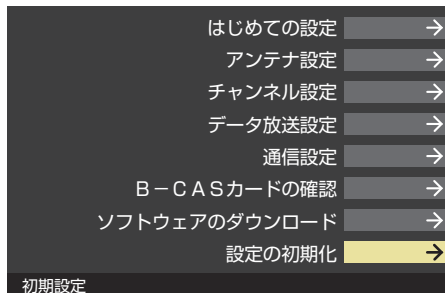 はじめての設定
アンテナ設定
チャンネル設定
データ放送設定
通信設定
B－CASカードの確認
ソフトウェアのダウンロード
設定の初期化
初期設定